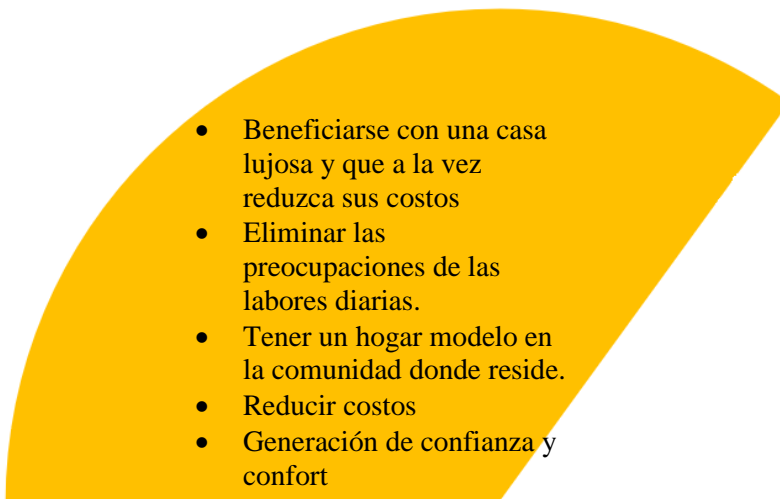 • Beneficiarse con una casa
lujosa y que a la vez
reduzca sus costos
• Eliminar las
preocupaciones de las
labores diarias.
• Tener un hogar modelo en
la comunidad donde reside.
• Reducir costos
• Generación de confianza y
confort